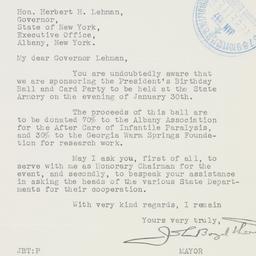 Hon. Herbert H. Lehman,
Governor,
State of New York,
Executive Office,
Albany, New York.
My dear Governor Lehman,
You are undoubtedly aware that
we are sponsoring the President's Birthday
Ball and Card Party to be held at the State
Armory on the evening of January 30th.
The proceeds of this ball are
to be donated 70% to the Albany Association
for the After Care of Infantile Paralysis,
and 30% to the Georgia Warm Springs Founda-
tion for research work.
May I ask you, first of all, to
serve with me as Honorary Chairman for the
event, and secondly, to bespeak your assistance
in asking the heads of the various State Depart-
ments for their cooperation.
With very kind regards, I remain
Yours very truly,
John Boyd
JBT:P MAYOR